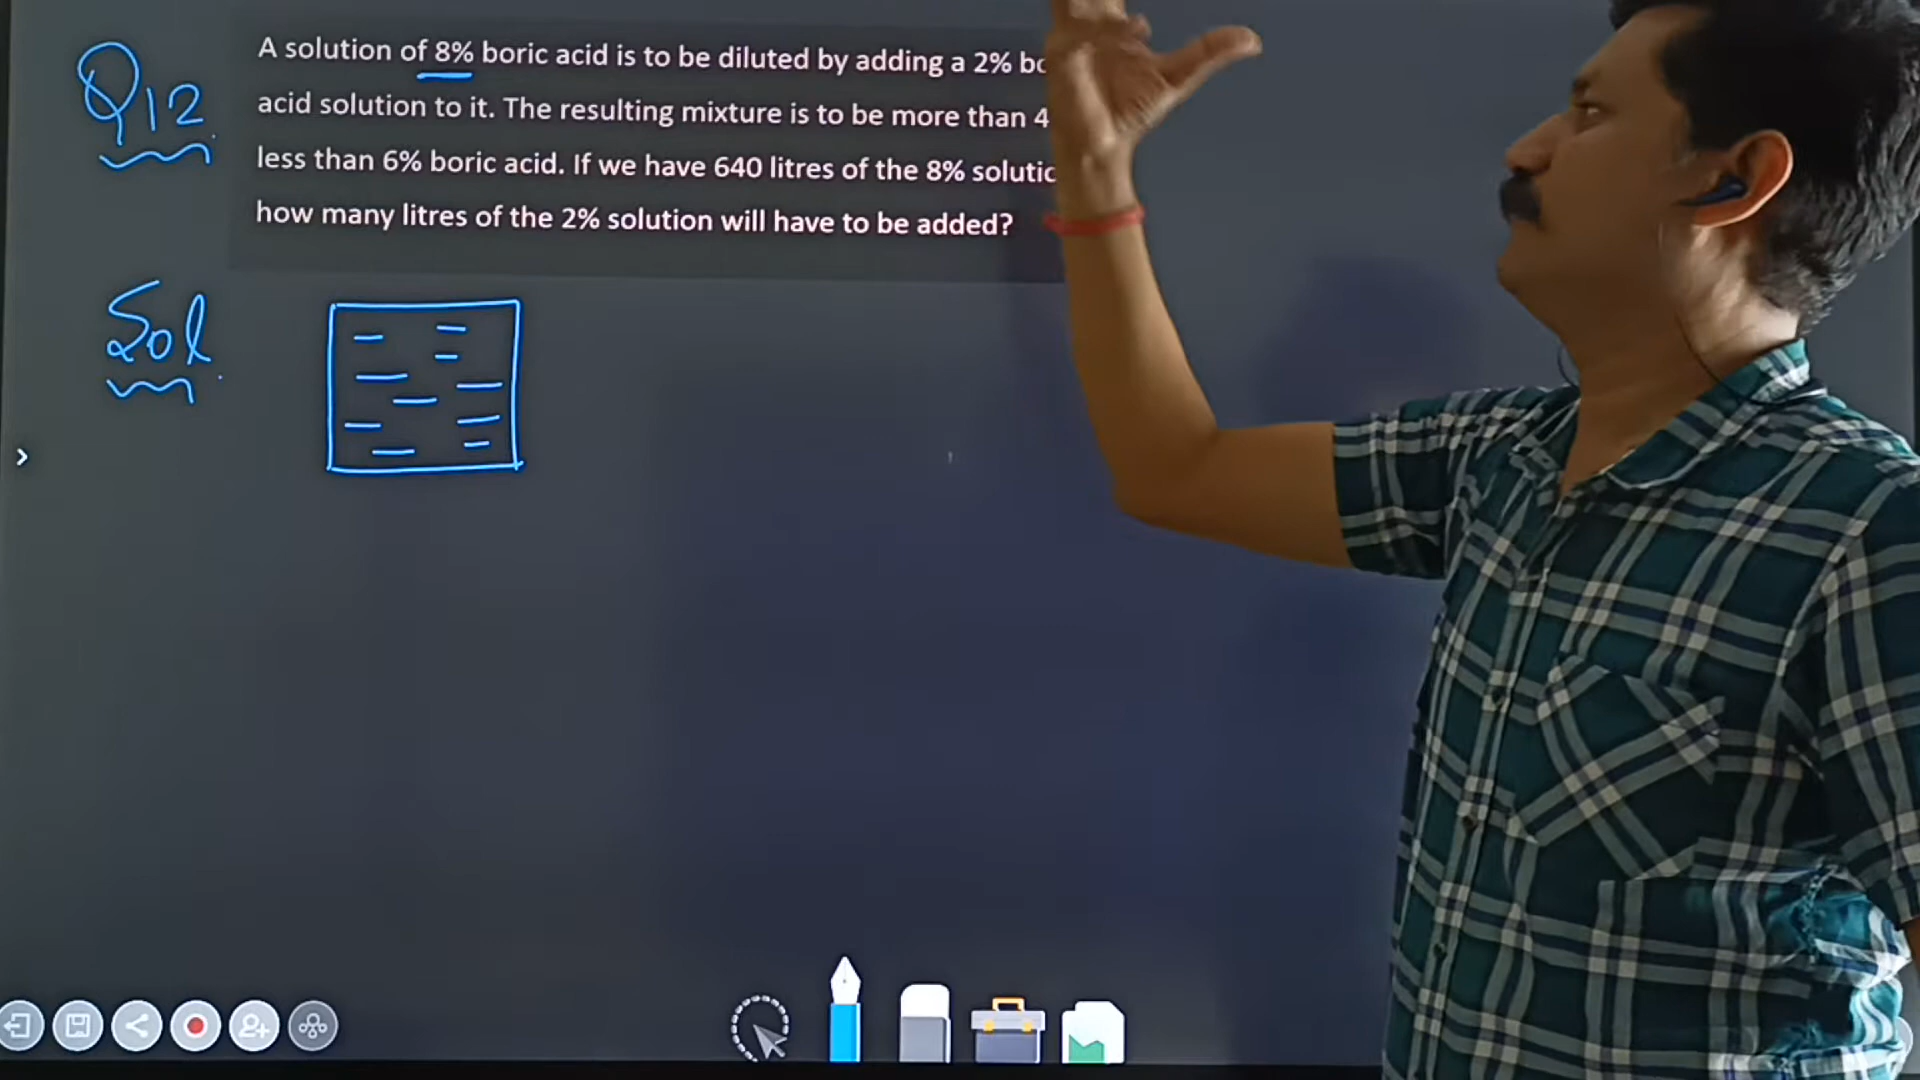 Q12
A solution of 8% boric acid is to be diluted by adding a 2%
acid solution to it. The resulting mixture is to be more than 4
less than 6% boric acid. If we have 640 litres of the 8%
how many litres of the 2% solution will have to be added?
Sol